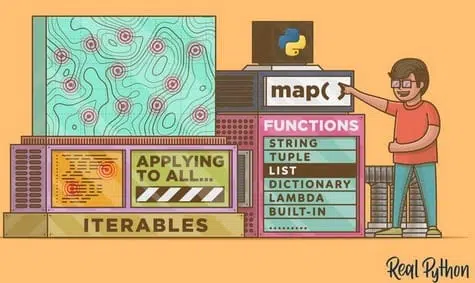 map( )
FUNCTIONS
STRING
TUPLE
LIST
DICTIONARY
LAMBDA
BUILT-IN
.........
APPLYING
TO ALL...
ITERABLES
Real Python